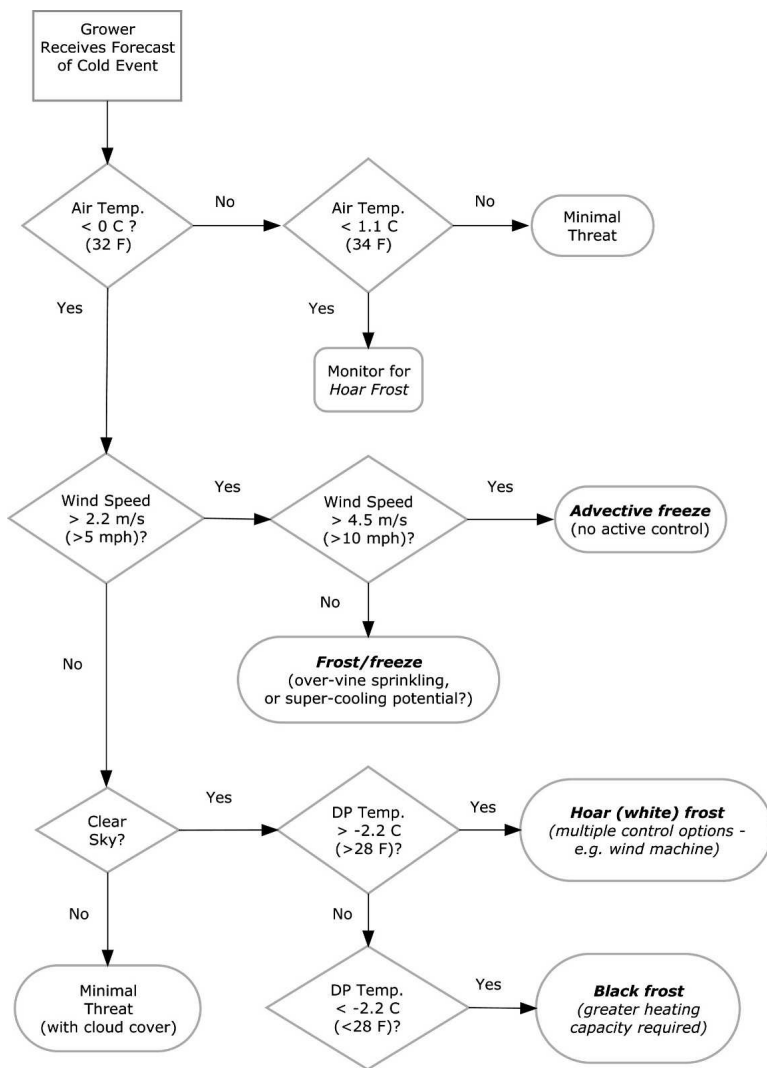 Grower
Receives Forecast
of Cold Event
Air Temp.
< 0 C ?
(32 F)
No
Air Temp.
< 1.1 C
(34 F)
No
Minimal
Threat
Yes
Yes
Monitor for
Hoar Frost
Wind Speed
> 2.2 m/s
(>5 mph)?
Yes
Wind Speed
> 4.5 m/s
(>10 mph)?
Yes
Advective freeze
(no active control)
No
No
Frost/freeze
(over-vine sprinkling,
or super-cooling potential?)
Clear
Sky?
Yes
DP Temp.
> -2.2 C
(>28 F)?
Yes
Hoar (white) frost
(multiple control options -
e.g. wind machine)
No
No
Minimal
Threat
(with cloud cover)
DP Temp.
< -2.2 C
(<28 F)?
Yes
Black frost
(greater heating
capacity required)